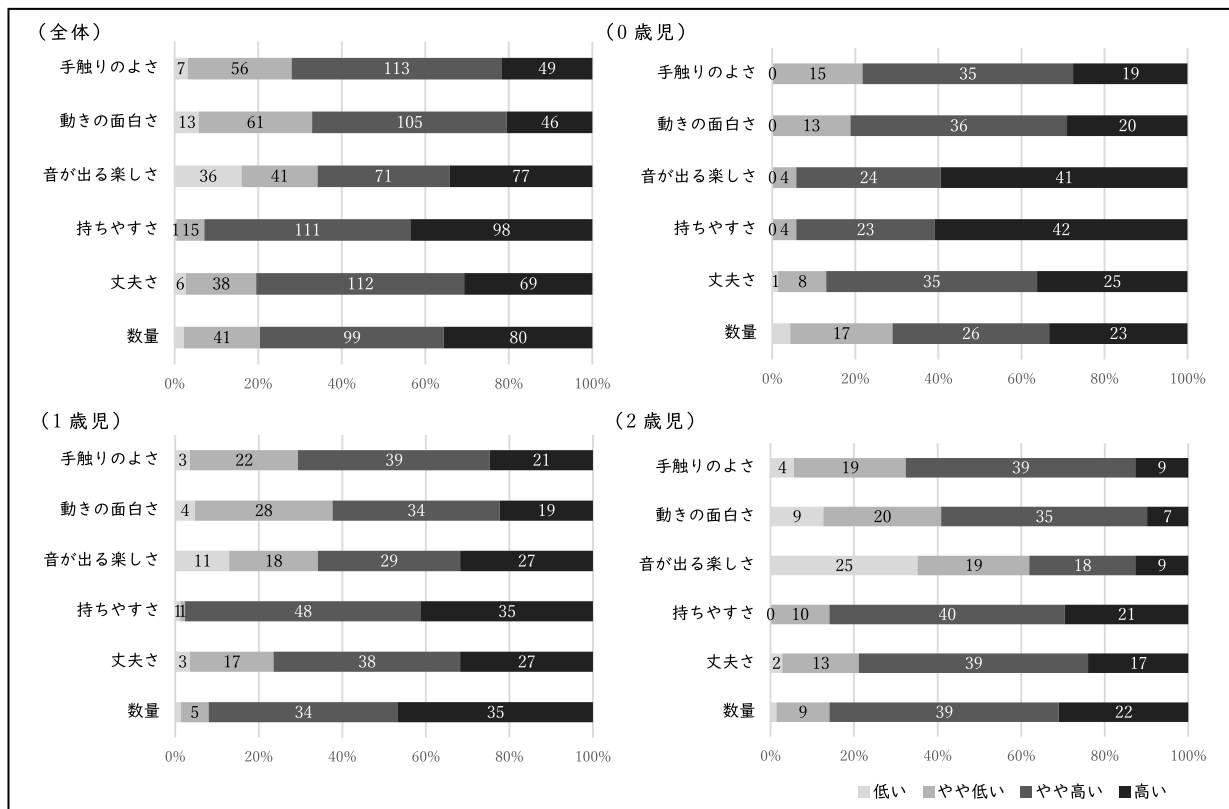 （全体）
手触りのよさ 7 56 113 49
動きの面白さ 13 61 105 46
音が出る楽しさ 36 41 71 77
持ちやすさ 1 15 111 98
丈夫さ 6 38 112 69
数量 41 99 80
0% 20% 40% 60% 80% 100%
（0歳児）
手触りのよさ 0 15 35 19
動きの面白さ 0 13 36 20
音が出る楽しさ 0 4 24 41
持ちやすさ 0 4 23 42
丈夫さ 1 8 35 25
数量 17 26 23
0% 20% 40% 60% 80% 100%
（1歳児）
手触りのよさ 3 22 39 21
動きの面白さ 4 28 34 19
音が出る楽しさ 11 18 29 27
持ちやすさ 1 1 48 35
丈夫さ 3 17 38 27
数量 5 34 35
0% 20% 40% 60% 80% 100%
（2歳児）
手触りのよさ 4 19 39 9
動きの面白さ 9 20 35 7
音が出る楽しさ 25 19 18 9
持ちやすさ 0 10 40 21
丈夫さ 2 13 39 17
数量 9 39 22
0% 20% 40% 60% 80% 100%
低い やや低い やや高い 高い